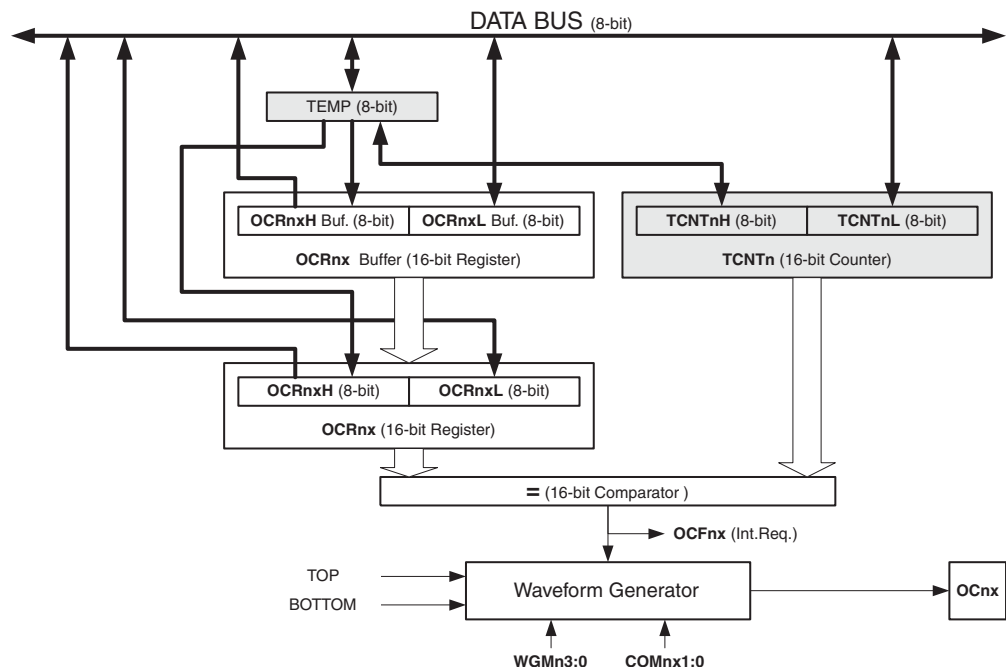 DATA BUS (8-bit)
TEMP (8-bit)
OCRnxH Buf. (8-bit) OCRnxL Buf. (8-bit) TCNTnH (8-bit) TCNTnL (8-bit)
OCRnx Buffer (16-bit Register) TCNTn (16-bit Counter)
OCRnxH (8-bit) OCRnxL (8-bit)
OCRnx (16-bit Register)
= (16-bit Comparator )
OCFnx (Int.Req.)
TOP
BOTTOM
Waveform Generator
OCnx
WGMn3:0 COMnx1:0